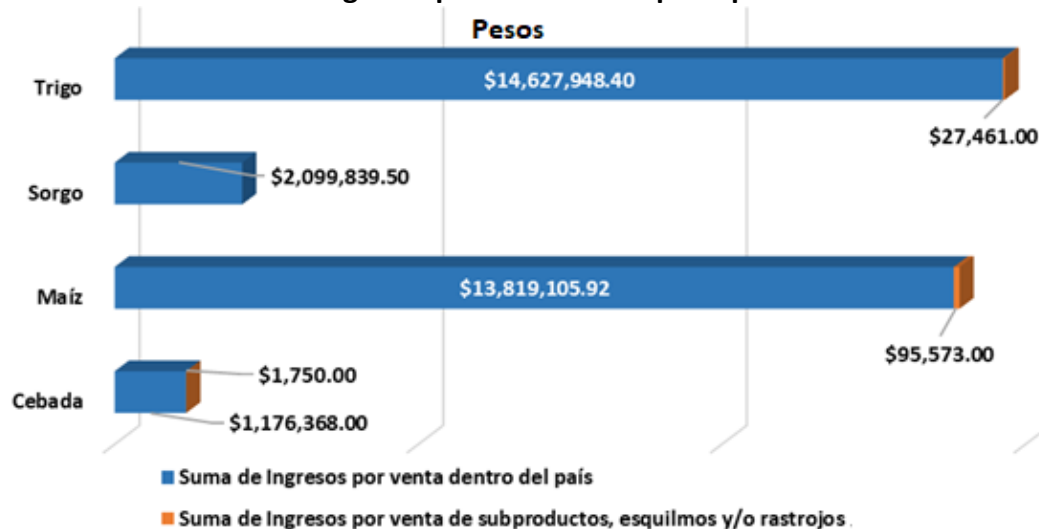 Pesos
Trigo
$14,627,948.40
$27,461.00
Sorgo
$2,099,839.50
Maíz
$13,819,105.92
$95,573.00
Cebada
$1,750.00
$1,176,368.00
Suma de Ingresos por venta dentro del país
Suma de Ingresos por venta de subproductos, esquilmos y/o rastrojos